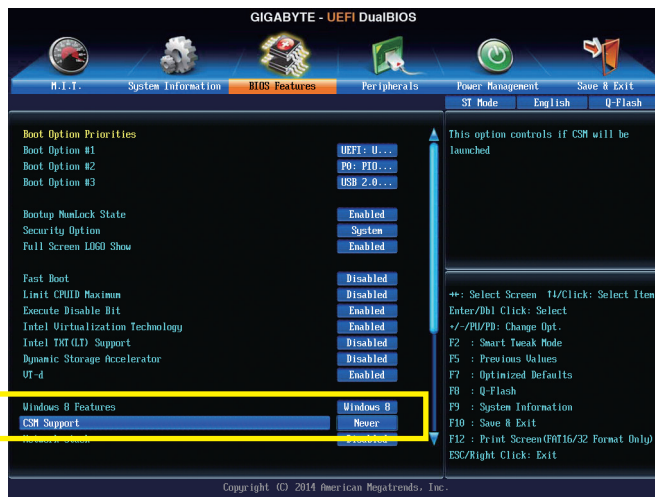 GIGABYTE - UEFI DualBIOS
M.I.T. System Information BIOS Features Peripherals Power Management Save & Exit
ST Mode English Q-Flash
Boot Option Priorities
Boot Option #1 UEFI: U...
Boot Option #2 P0: PIO...
Boot Option #3 USB 2.0...
Bootup NumLock State Enabled
Security Option System
Full Screen LOGO Show Enabled
Fast Boot Disabled
Limit CPUID Maximum Disabled
Execute Disable Bit Enabled
Intel Virtualization Technology Enabled
Intel TXT(LT) Support Disabled
Dynamic Storage Accelerator Disabled
VT-d Enabled
Windows 8 Features Windows 8
CSM Support Never
Network Stack Disabled
This option controls if CSM will be
launched
→←: Select Screen ↑↓/Click: Select Item
Enter/Dbl Click: Select
+/-/PU/PD: Change Opt.
F2 : Smart Tweak Mode
F5 : Previous Values
F7 : Optimized Defaults
F8 : Q-Flash
F9 : System Information
F10 : Save & Exit
F12 : Print Screen(FAT16/32 Format Only)
ESC/Right Click: Exit
Copyright (C) 2014 American Megatrends, Inc.